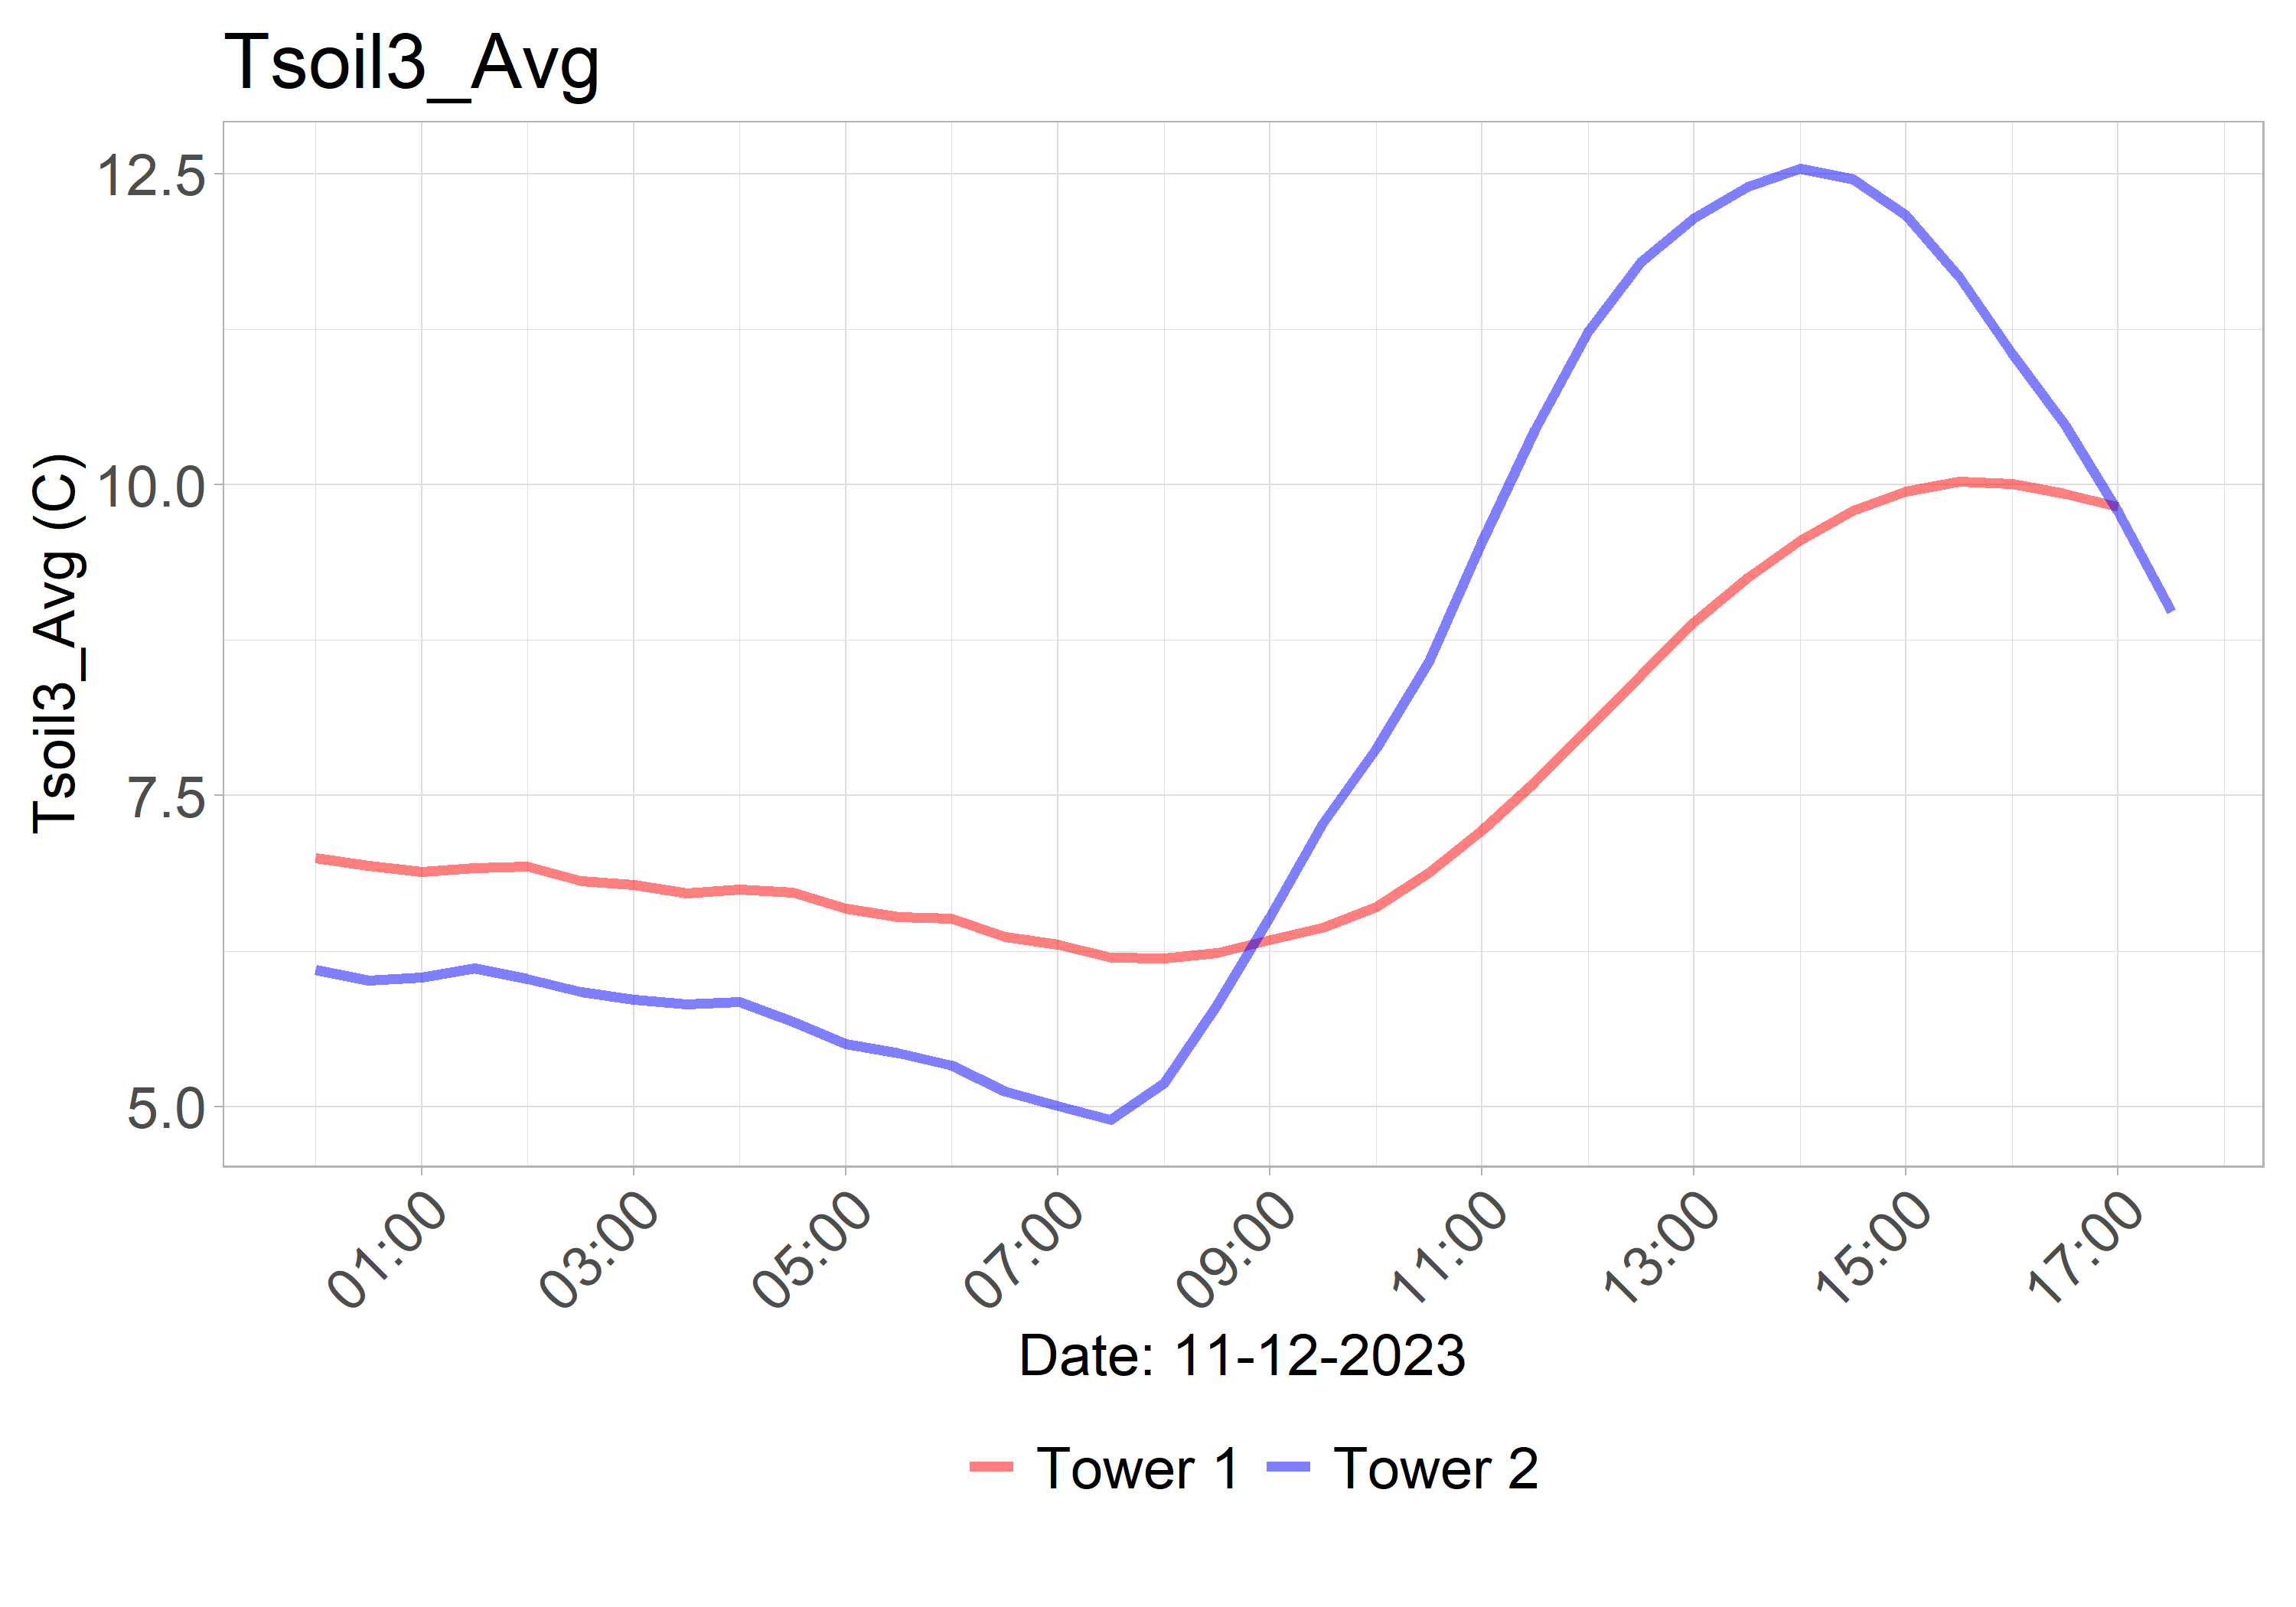 Tsoil3_Avg
Tsoil3_Avg (C)
12.5
10.0
7.5
5.0
01:00 03:00 05:00 07:00 09:00 11:00 13:00 15:00 17:00
Date: 11-12-2023
Tower 1 Tower 2